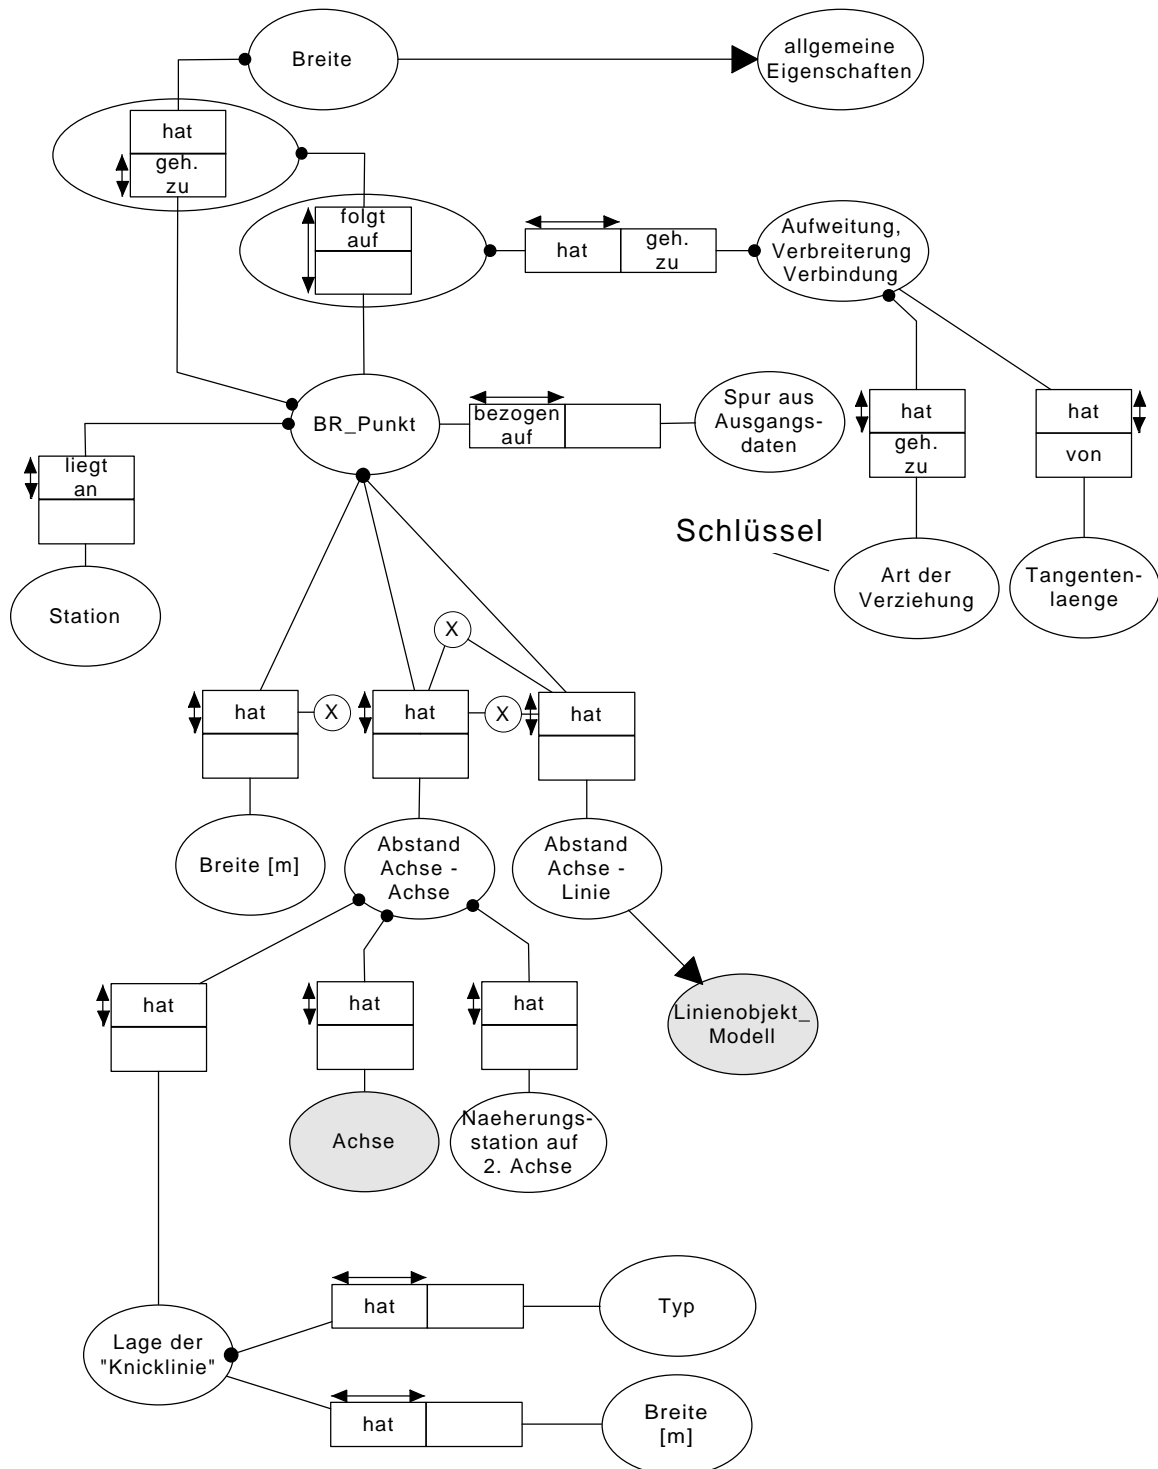 Breite
allgemeine
Eigenschaften
hat
geh.
zu
folgt
auf
hat
geh.
zu
Aufweitung,
Verbreiterung
Verbindung
BR_Punkt
bezogen
auf
Spur aus
Ausgangs-
daten
hat
geh.
zu
hat
von
liegt
an
Schlüssel
Station
Art der
Verziehung
Tangenten-
laenge
X
hat
X
hat
X
hat
Breite [m]
Abstand
Achse -
Achse
Abstand
Achse -
Linie
hat
hat
hat
Linienobjekt_
Modell
Achse
Naeherungs-
station auf
2. Achse
hat
Typ
Lage der
"Knicklinie"
hat
Breite
[m]